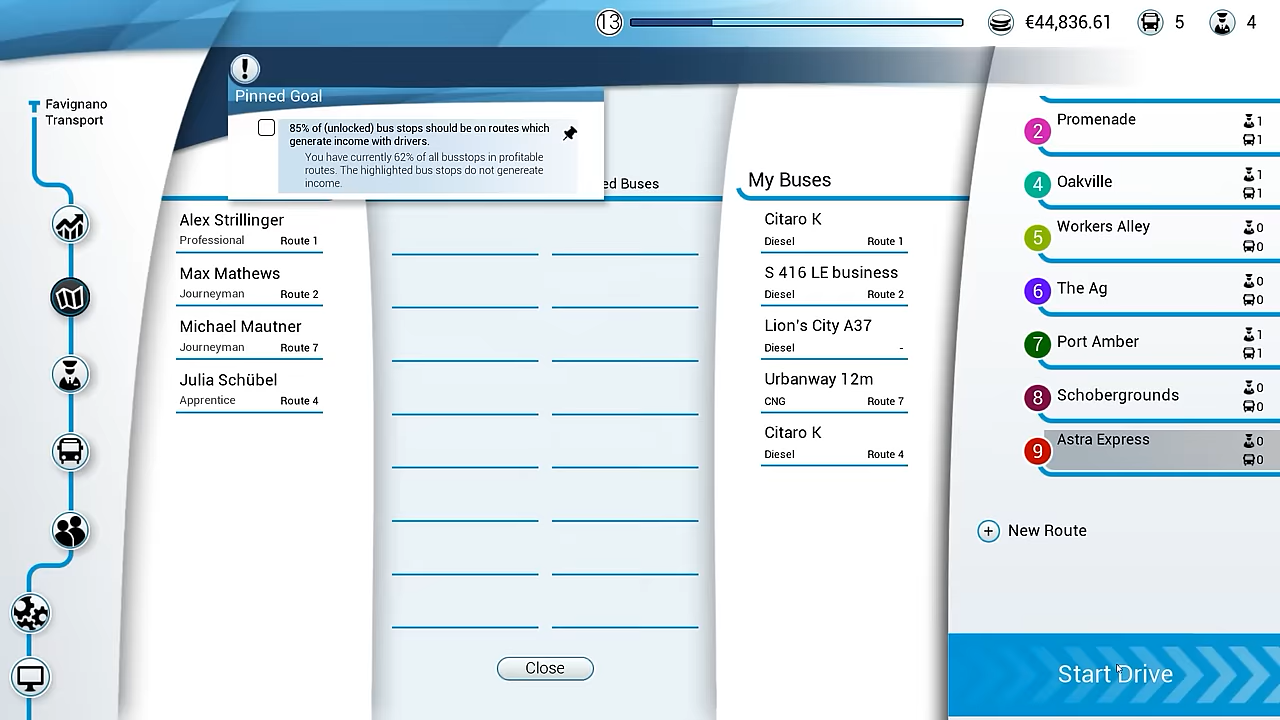 13
€44,836.61
5
4
Favignano
Transport
!
Pinned Goal
85% of (unlocked) bus stops should be on routes which
generate income with drivers.
You have currently 62% of all busstops in profitable
routes. The highlighted bus stops do not genereate
income.
ed Buses
Alex Strillinger
Professional Route 1
Max Mathews
Journeyman Route 2
Michael Mautner
Journeyman Route 7
Julia Schübel
Apprentice Route 4
Close
My Buses
Citaro K
Diesel Route 1
S 416 LE business
Diesel Route 2
Lion's City A37
Diesel -
Urbanway 12m
CNG Route 7
Citaro K
Diesel Route 4
2 Promenade 1
1
4 Oakville 1
1
5 Workers Alley 0
0
6 The Ag 0
0
7 Port Amber 1
1
8 Schobergrounds 0
0
9 Astra Express 0
0
+ New Route
Start Drive